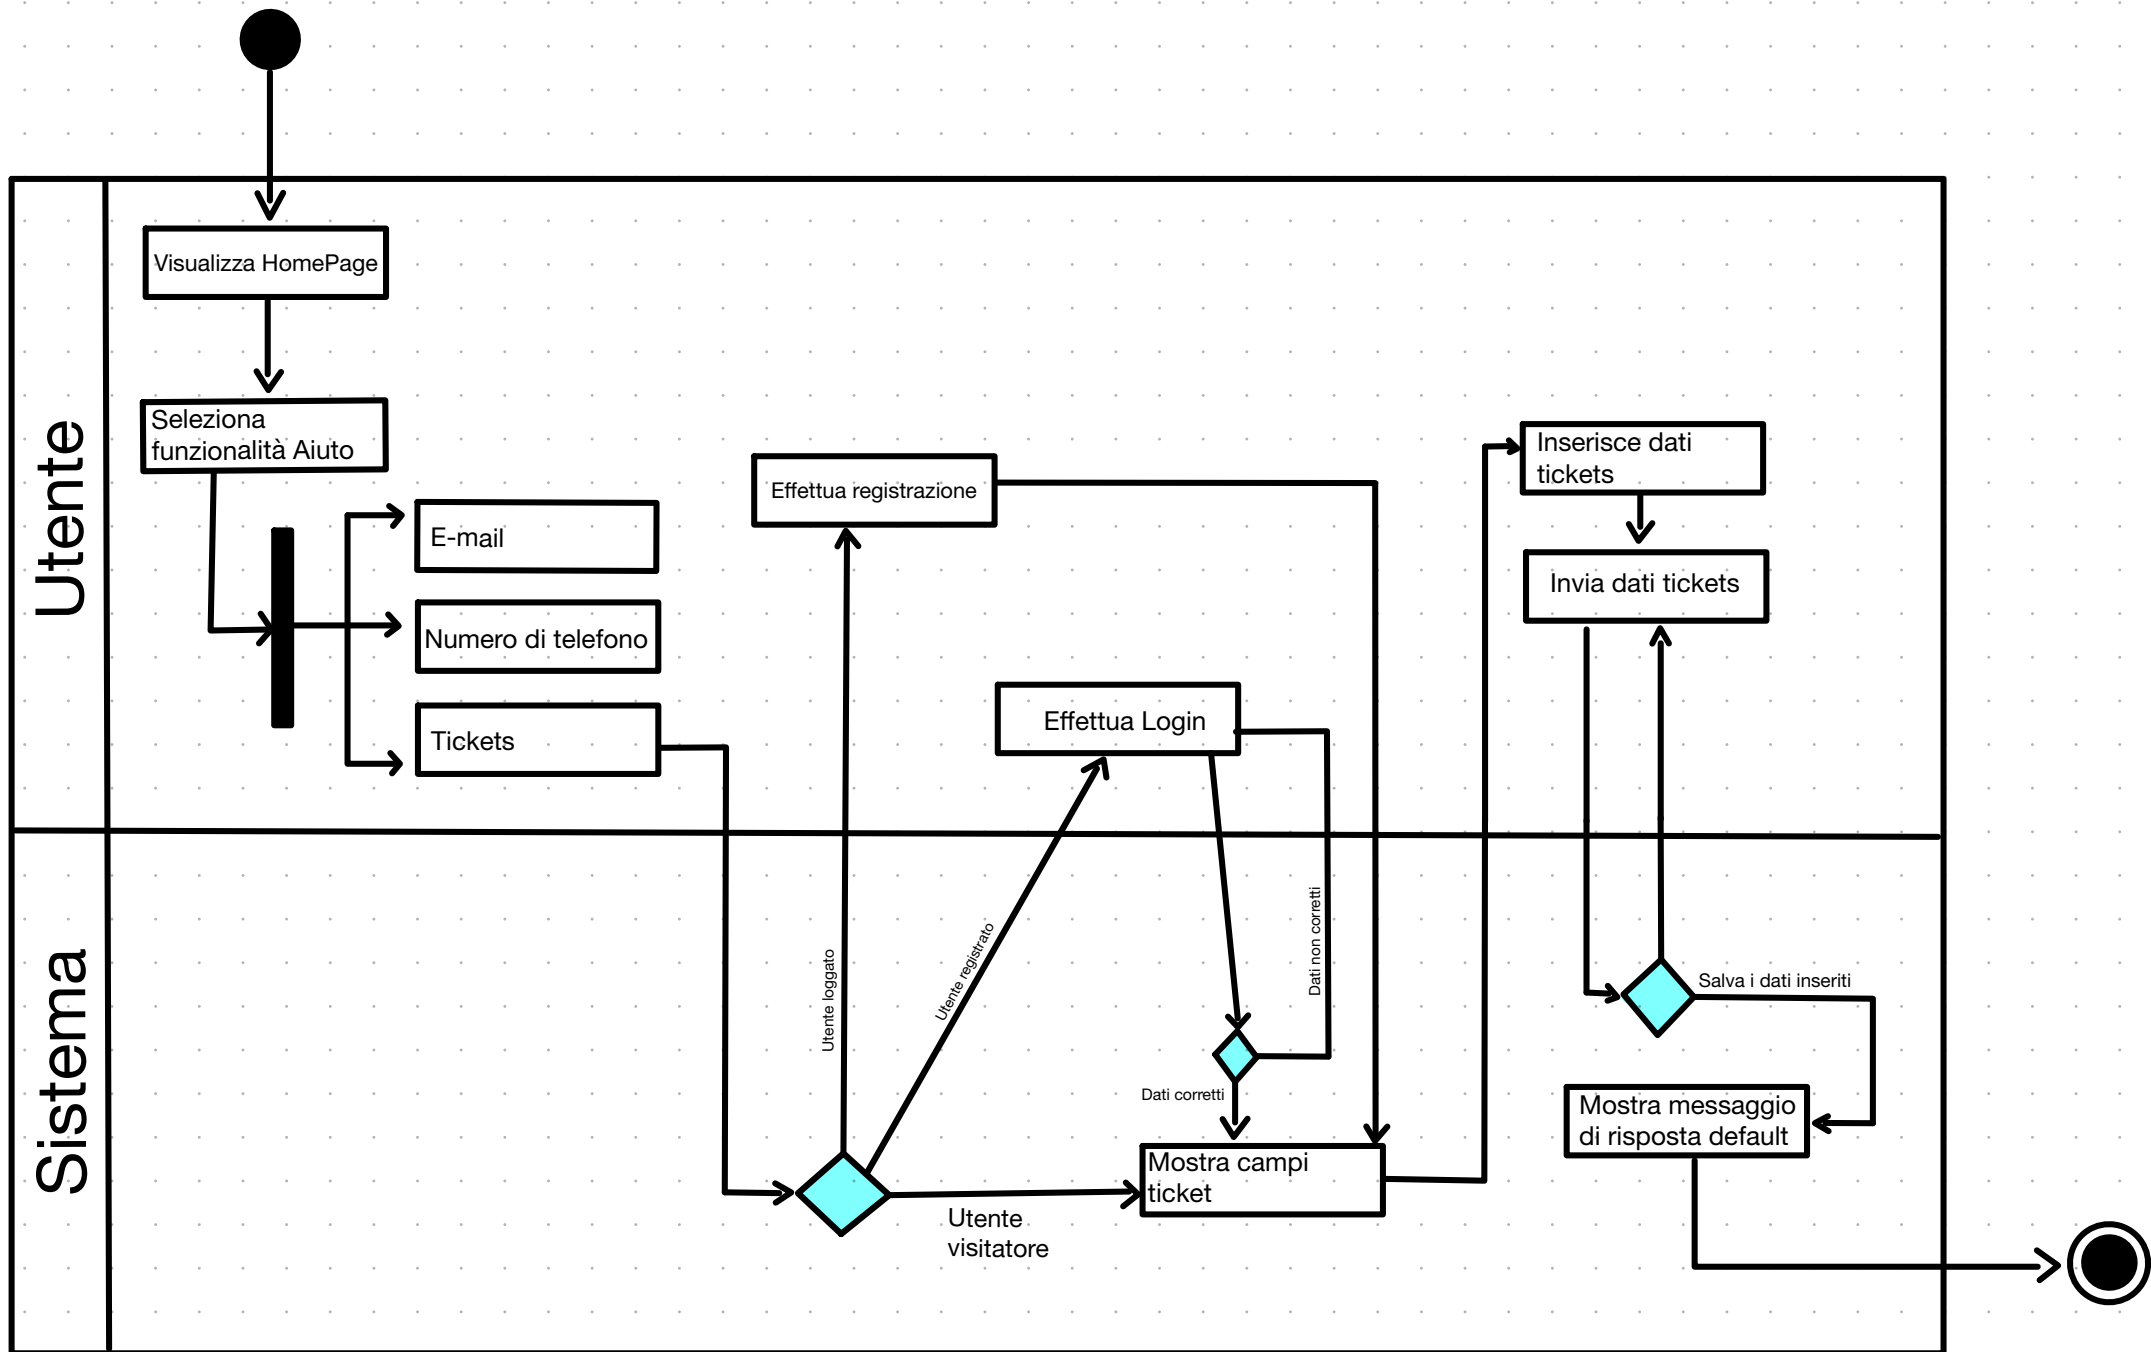 Utente
Visualizza HomePage
Seleziona
funzionalità Aiuto
E-mail
Numero di telefono
Tickets
Effettua registrazione
Effettua Login
Inserisce dati
tickets
Invia dati tickets
Sistema
Utente loggato
Utente registrato
Utente
visitatore
Dati non corretti
Dati corretti
Mostra campi
ticket
Salva i dati inseriti
Mostra messaggio
di risposta default